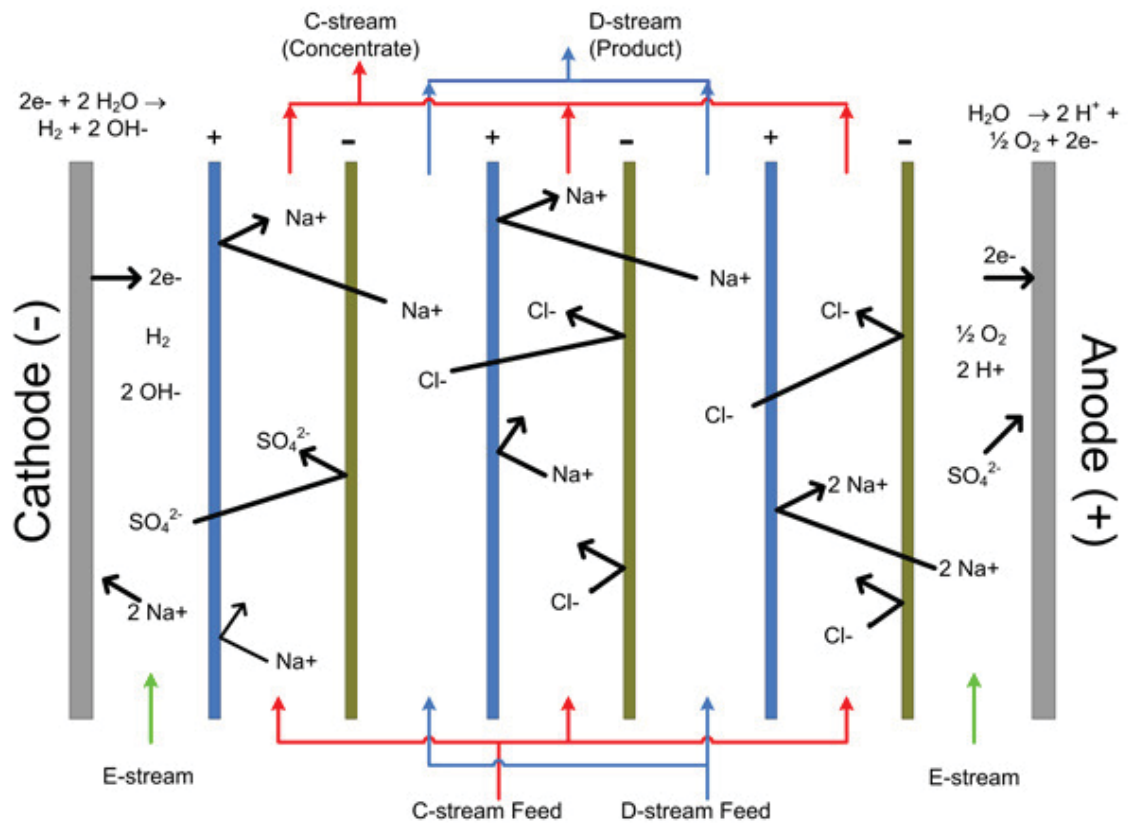 C-stream
(Concentrate)
D-stream
(Product)
2e- + 2 H₂O →
H₂ + 2 OH-
H₂O → 2 H⁺ +
½ O₂ + 2e-
+
-
+
-
+
-
Na+
Na+
2e-
2e-
Na+
Na+
Cathode (-)
Anode (+)
H₂
Cl-
Cl-
½ O₂
2 H+
2 OH-
Cl-
Cl-
SO₄²⁻
Na+
2 Na+
SO₄²⁻
SO₄²⁻
2 Na+
2 Na+
Cl-
Cl-
Na+
E-stream
E-stream
C-stream Feed
D-stream Feed